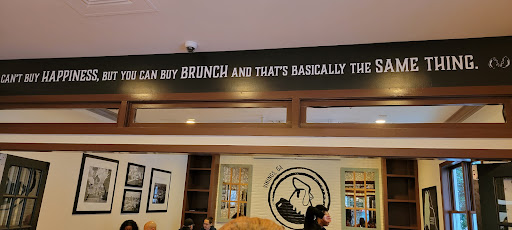 CAN'T BUY HAPPINESS, BUT YOU CAN BUY BRUNCH AND THAT'S BASICALLY THE SAME THING.